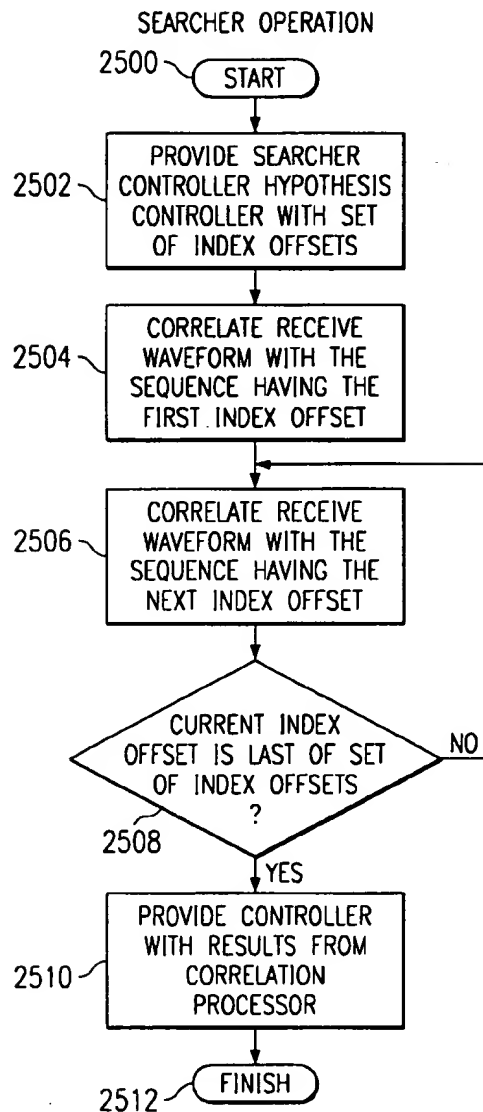 SEARCHER OPERATION
2500
START
2502
PROVIDE SEARCHER
CONTROLLER HYPOTHESIS
CONTROLLER WITH SET
OF INDEX OFFSETS
2504
CORRELATE RECEIVE
WAVEFORM WITH THE
SEQUENCE HAVING THE
FIRST INDEX OFFSET
2506
CORRELATE RECEIVE
WAVEFORM WITH THE
SEQUENCE HAVING THE
NEXT INDEX OFFSET
CURRENT INDEX
OFFSET IS LAST OF SET
OF INDEX OFFSETS
?
NO
2508
YES
2510
PROVIDE CONTROLLER
WITH RESULTS FROM
CORRELATION
PROCESSOR
2512
FINISH